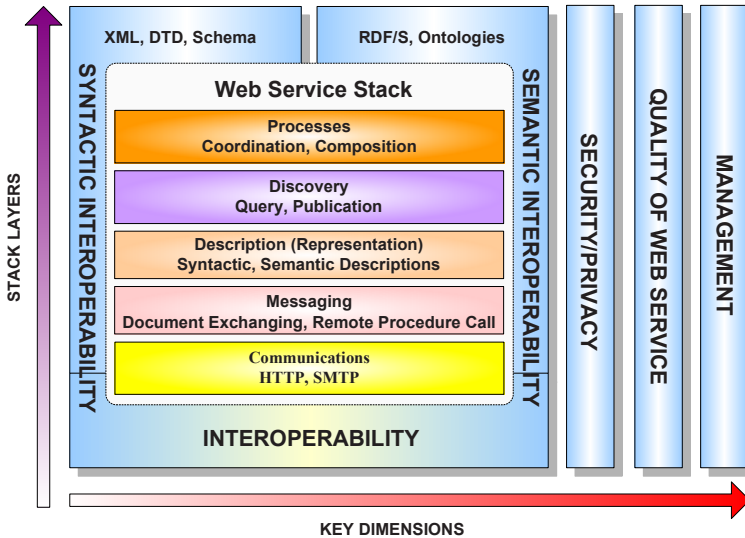 XML, DTD, Schema
RDF/S, Ontologies
SYNTACTIC INTEROPERABILITY
SEMANTIC INTEROPERABILITY
Web Service Stack
Processes
Coordination, Composition
Discovery
Query, Publication
Description (Representation)
Syntactic, Semantic Descriptions
Messaging
Document Exchanging, Remote Procedure Call
Communications
HTTP, SMTP
INTEROPERABILITY
SECURITY/PRIVACY
QUALITY OF WEB SERVICE
MANAGEMENT
STACK LAYERS
KEY DIMENSIONS